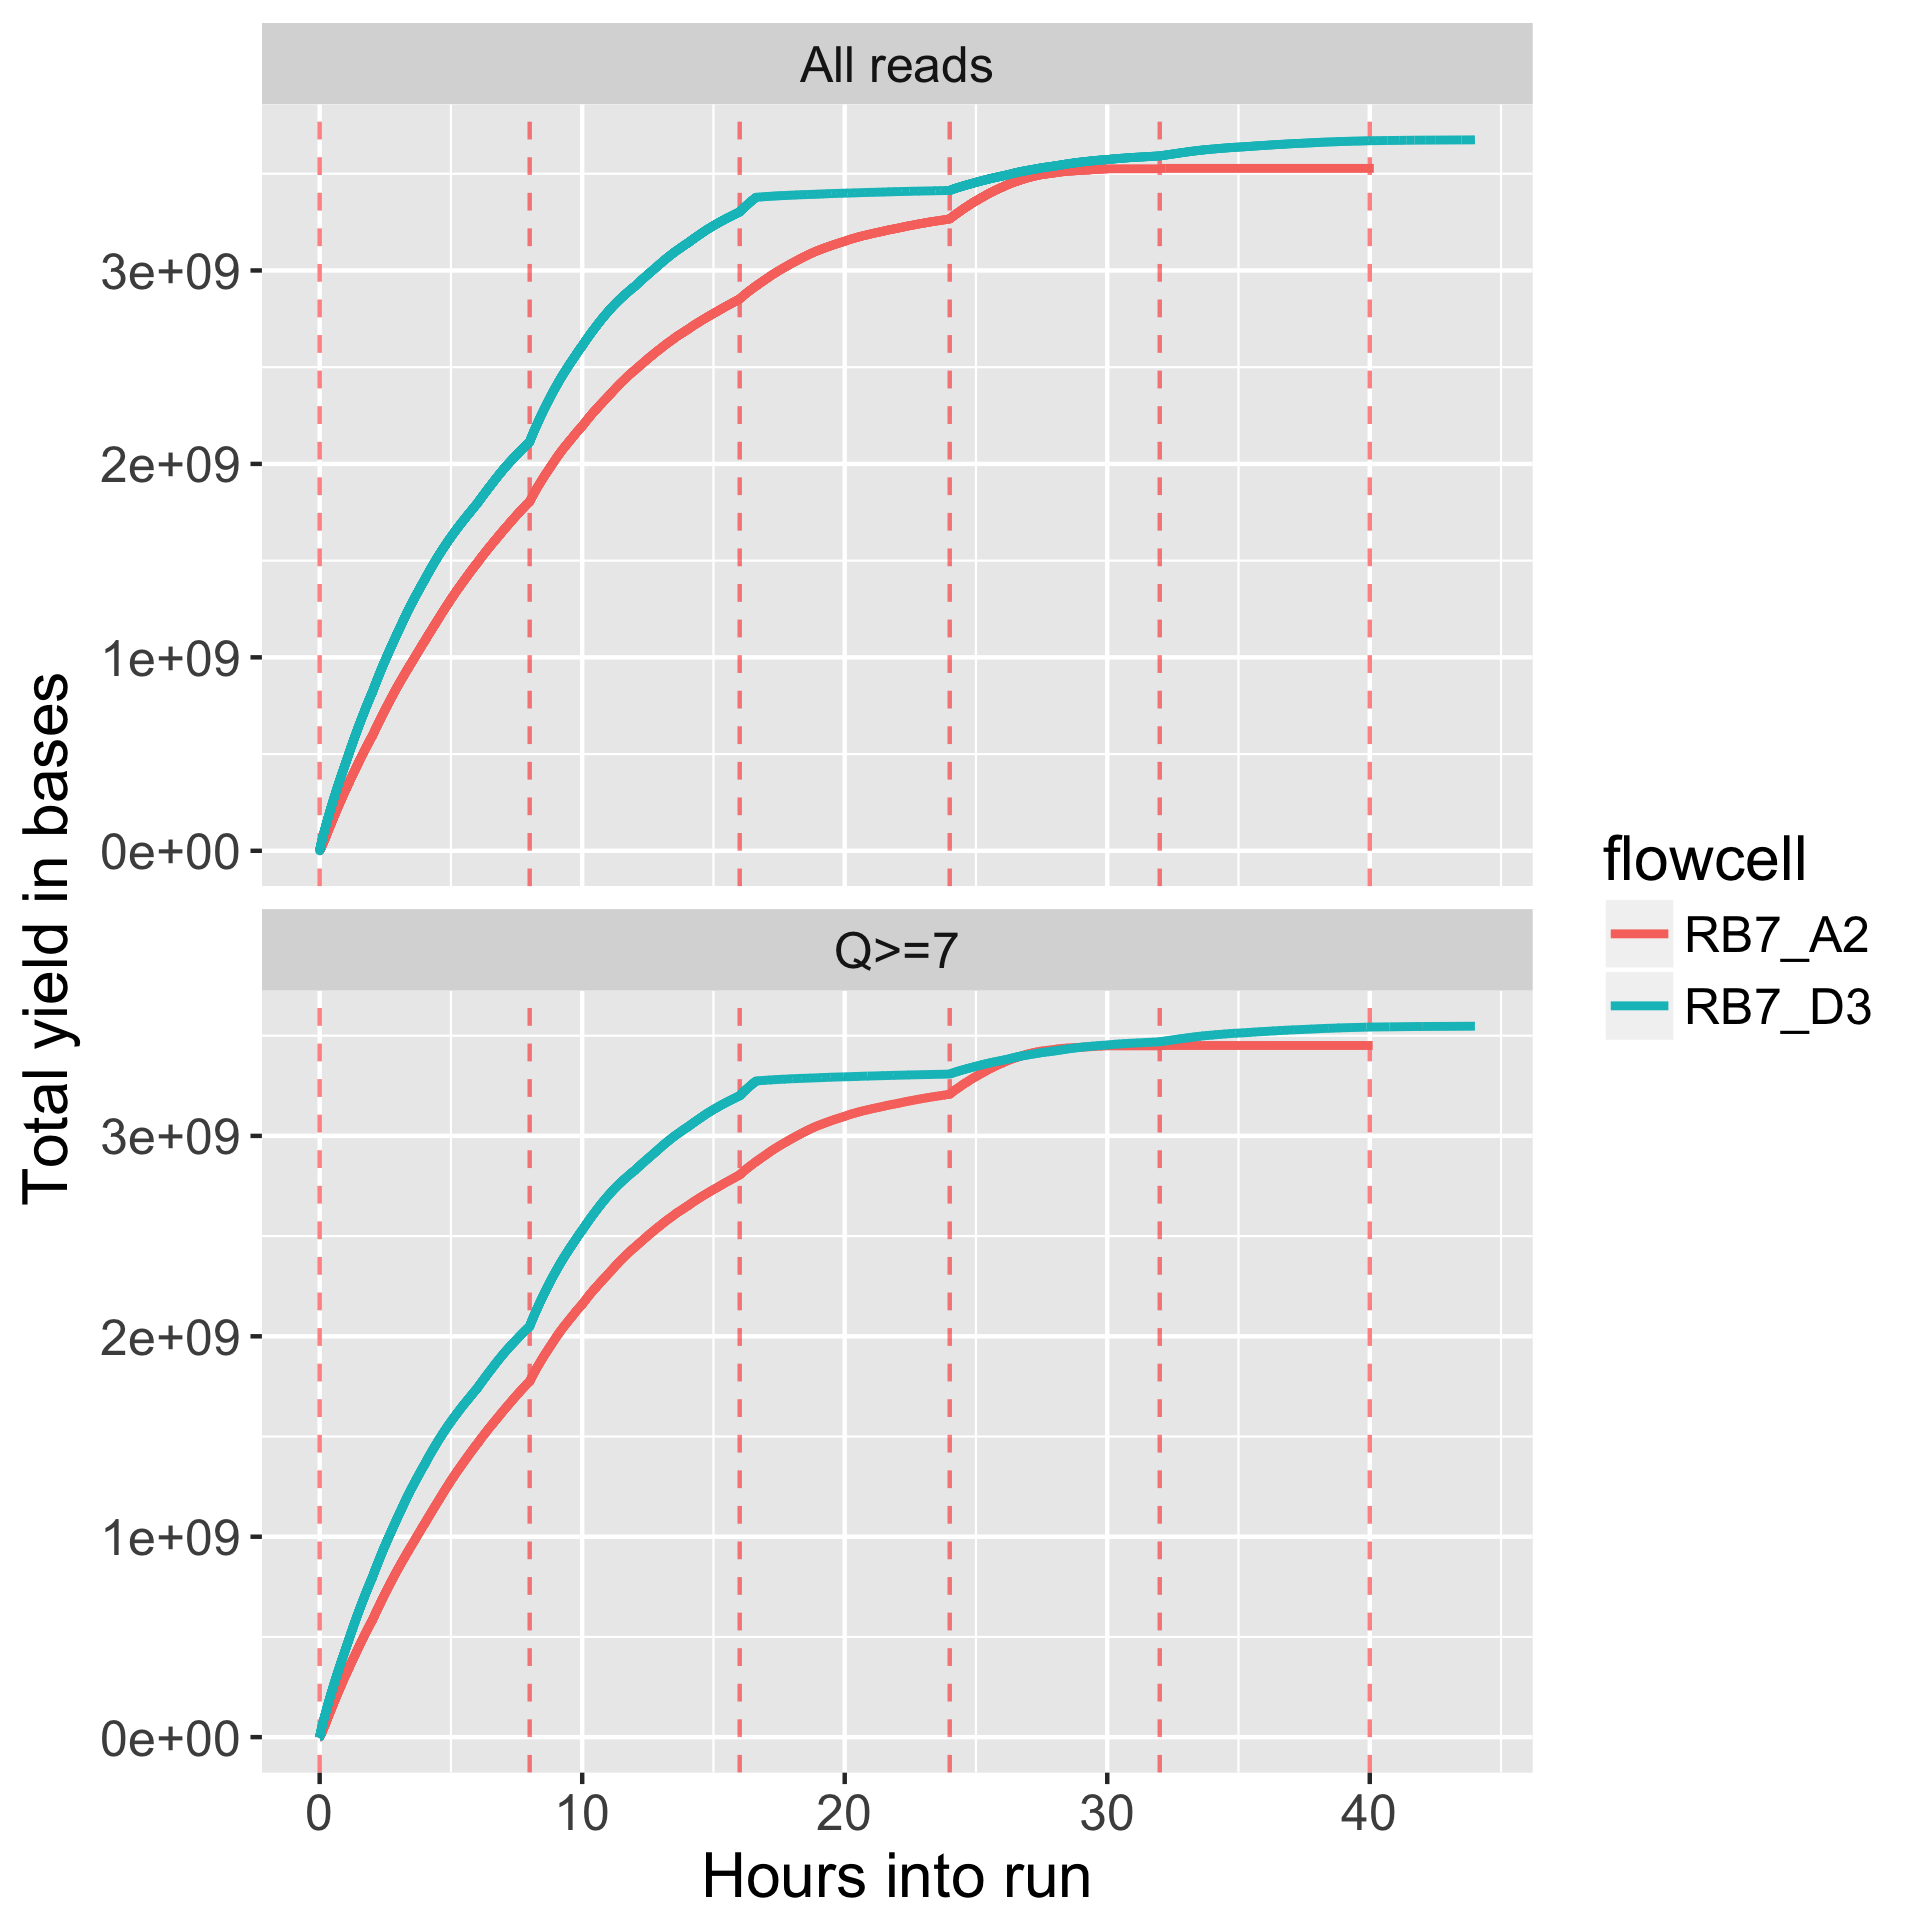 All reads
3e+09
2e+09
1e+09
0e+00
Q>=7
3e+09
2e+09
1e+09
0e+00
0 10 20 30 40
Hours into run
Total yield in bases
flowcell
RB7_A2
RB7_D3